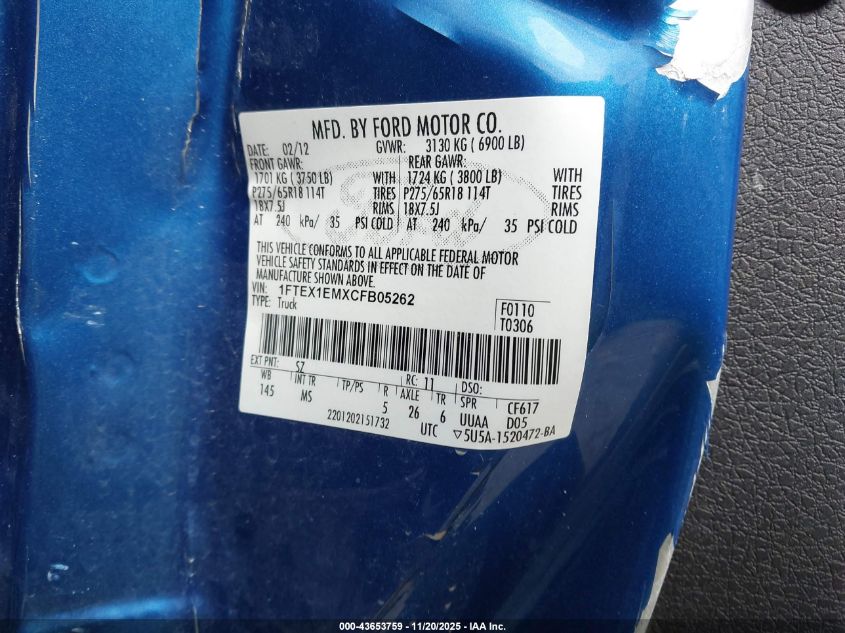 MFD. BY FORD MOTOR CO.
DATE: 02/12 GVWR: 3130 KG ( 6900 LB)
FRONT GAWR: REAR GAWR:
1701 KG ( 3750 LB) WITH 1724 KG ( 3800 LB) WITH
P275/65R18 114T TIRES P275/65R18 114T TIRES
18X7.5J RIMS 18X7.5J RIMS
AT 240 kPa/ 35 PSI COLD AT 240 kPa/ 35 PSI COLD
THIS VEHICLE CONFORMS TO ALL APPLICABLE FEDERAL MOTOR
VEHICLE SAFETY STANDARDS IN EFFECT ON THE DATE OF
MANUFACTURE SHOWN ABOVE.
VIN: 1FTEX1EMXCFB05262
TYPE: Truck
F0110
T0306
EXT PNT: SZ RC: 11 DSO:
WB INT TR TP/PS R AXLE TR SPR CF617
145 MS 5 26 6 UUAA D05
2201202151732 UTC ▽5U5A-1520472-BA
000-43653759 - 11/20/2025 - IAA Inc.